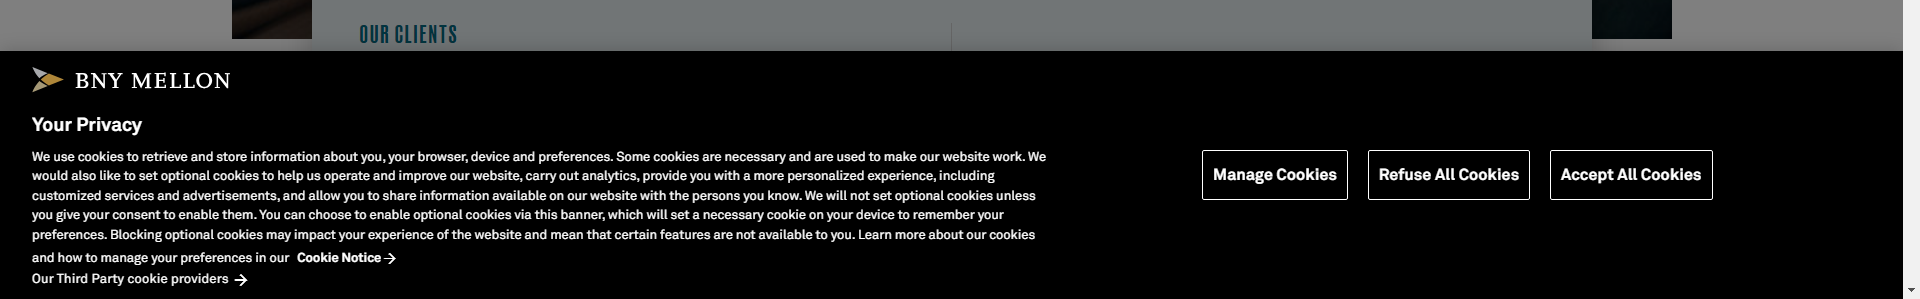 OUR CLIENTS
BNY MELLON
Your Privacy
We use cookies to retrieve and store information about you, your browser, device and preferences. Some cookies are necessary and are used to make our website work. We
would also like to set optional cookies to help us operate and improve our website, carry out analytics, provide you with a more personalized experience, including
customized services and advertisements, and allow you to share information available on our website with the persons you know. We will not set optional cookies unless
you give your consent to enable them. You can choose to enable optional cookies via this banner, which will set a necessary cookie on your device to remember your
preferences. Blocking optional cookies may impact your experience of the website and mean that certain features are not available to you. Learn more about our cookies
and how to manage your preferences in our Cookie Notice
Our Third Party cookie providers
Manage Cookies
Refuse All Cookies
Accept All Cookies